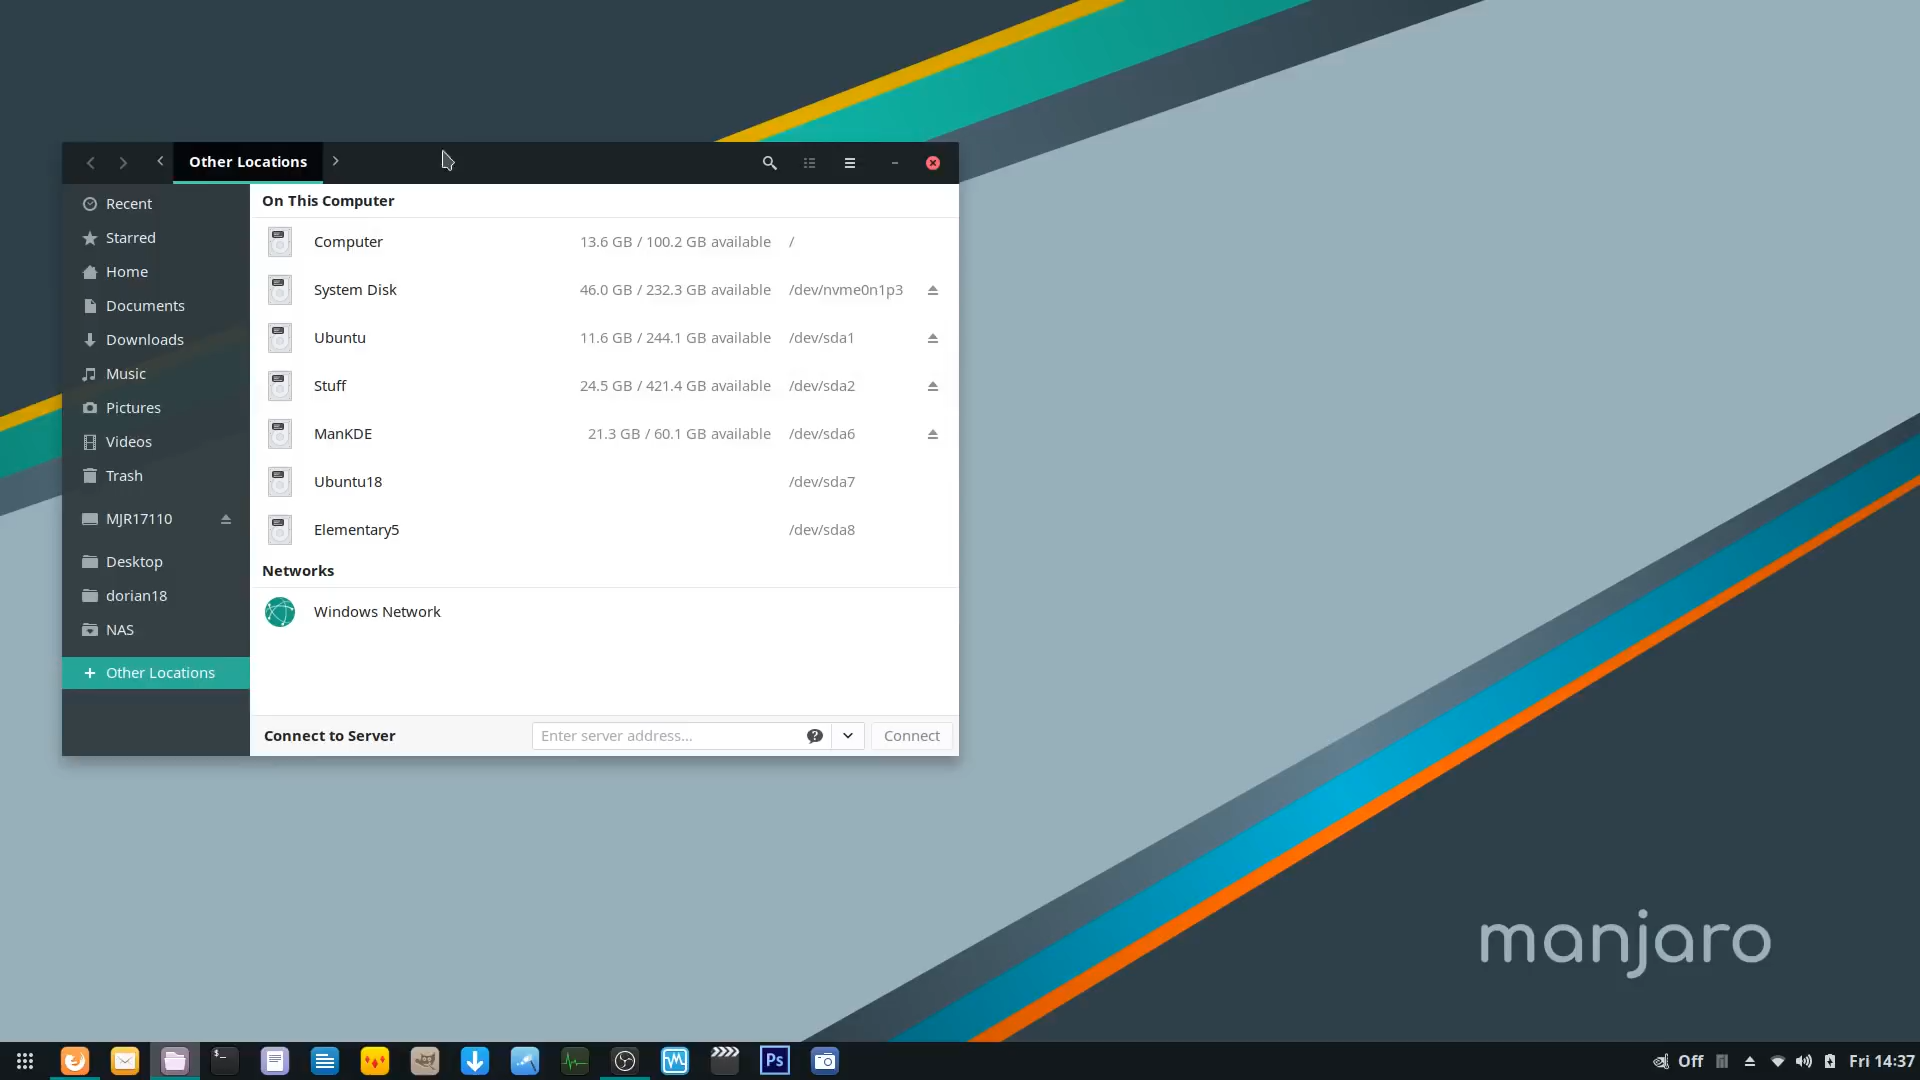 Other Locations
Recent
Starred
Home
Documents
Downloads
Music
Pictures
Videos
Trash
MJR17110
Desktop
dorian18
NAS
Other Locations
On This Computer
Computer 13.6 GB / 100.2 GB available /
System Disk 46.0 GB / 232.3 GB available /dev/nvme0n1p3
Ubuntu 11.6 GB / 244.1 GB available /dev/sda1
Stuff 24.5 GB / 421.4 GB available /dev/sda2
ManKDE 21.3 GB / 60.1 GB available /dev/sda6
Ubuntu18 /dev/sda7
Elementary5 /dev/sda8
Networks
Windows Network
Connect to Server Enter server address... Connect
manjaro
Ps Off Fri 14:37